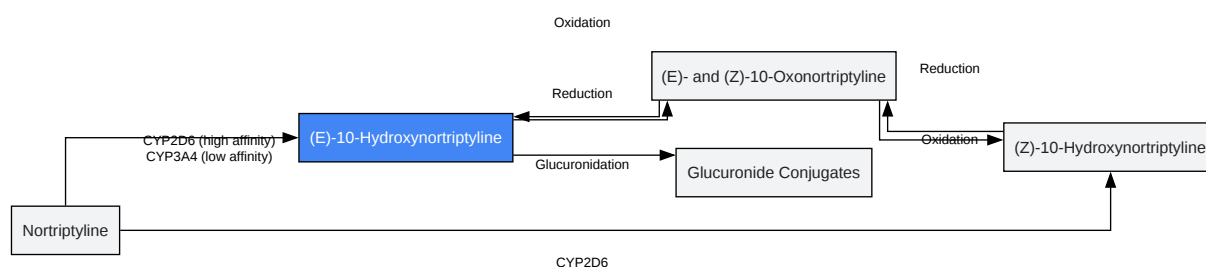 Oxidation
(E)- and (Z)-10-Oxonortriptyline
Reduction
Reduction
(E)-10-Hydroxynortriptyline
CYP2D6 (high affinity)
CYP3A4 (low affinity)
Oxidation
(Z)-10-Hydroxynortriptyline
Glucuronidation
Glucuronide Conjugates
Nortriptyline
CYP2D6